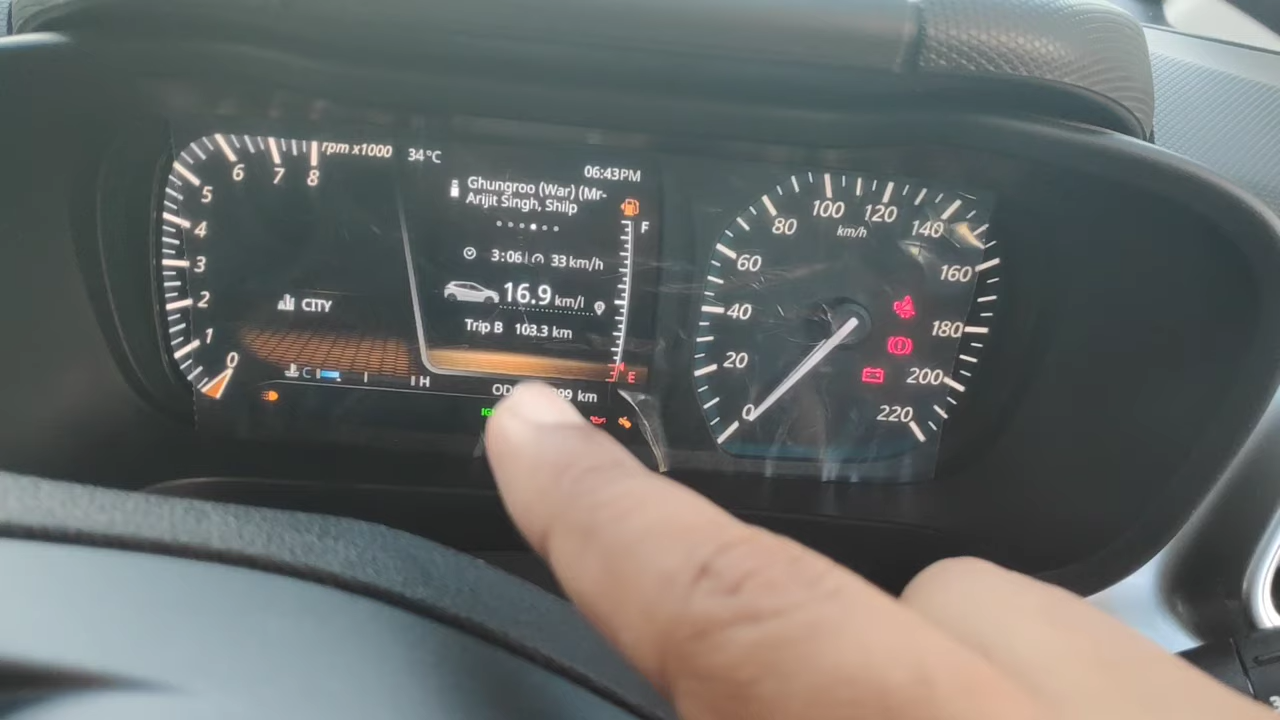 rpm x1000
34°C
06:43PM
Ghungroo (War) (Mr-
Arijit Singh, Shilp
F
3:06 33 km/h
16.9 km/l
Trip B 103.3 km
E
CITY
C H
km
0 1 2 3 4 5 6 7 8
0 20 40 60 80 100 120 140 160 180 200 220
km/h